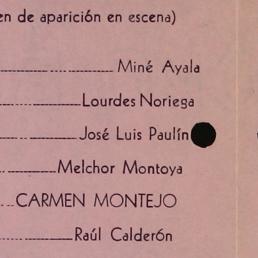 en de aparición en escena)
Miné Ayala
Lourdes Noriega
José Luis Paulín
Melchor Montoya
CARMEN MONTEJO
Raúl Calderón